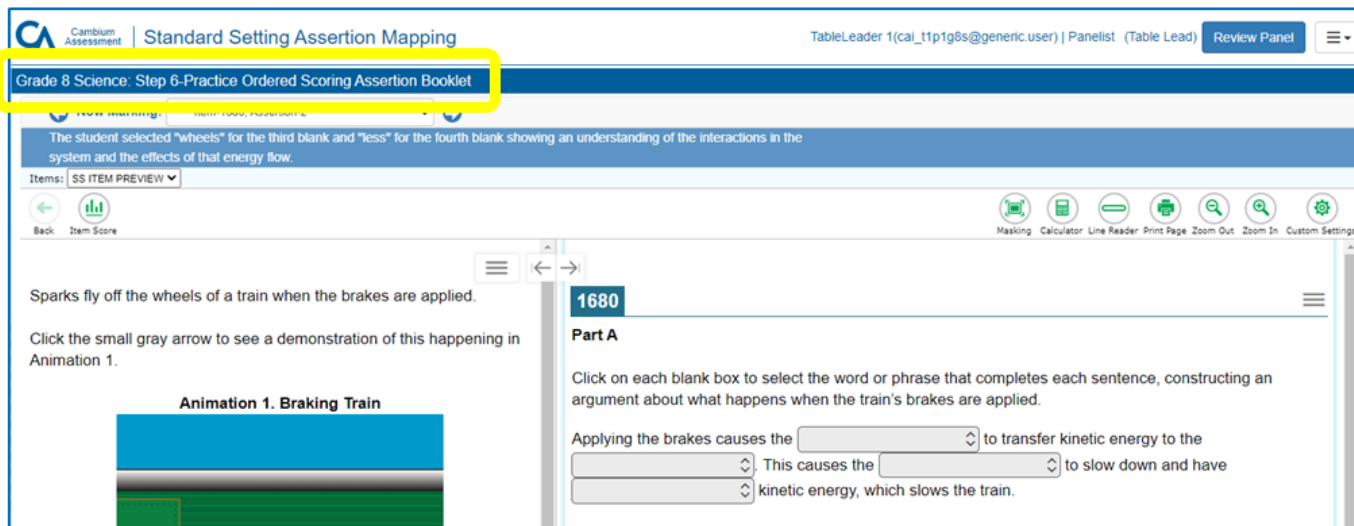 CA Cambium Assessment Standard Setting Assertion Mapping
TableLeader 1(cai_t1p1g8s@generic.user) | Panelist (Table Lead) Review Panel
Grade 8 Science: Step 6-Practice Ordered Scoring Assertion Booklet
Now Marking: Item-1680, Assertion-2
The student selected "wheels" for the third blank and "less" for the fourth blank showing an understanding of the interactions in the
system and the effects of that energy flow.
Items: SS ITEM PREVIEW
Back Item Score
Masking Calculator Line Reader Print Page Zoom Out Zoom In Custom Settings
Sparks fly off the wheels of a train when the brakes are applied.
Click the small gray arrow to see a demonstration of this happening in
Animation 1.
Animation 1. Braking Train
1680
Part A
Click on each blank box to select the word or phrase that completes each sentence, constructing an
argument about what happens when the train's brakes are applied.
Applying the brakes causes the to transfer kinetic energy to the
. This causes the to slow down and have
kinetic energy, which slows the train.